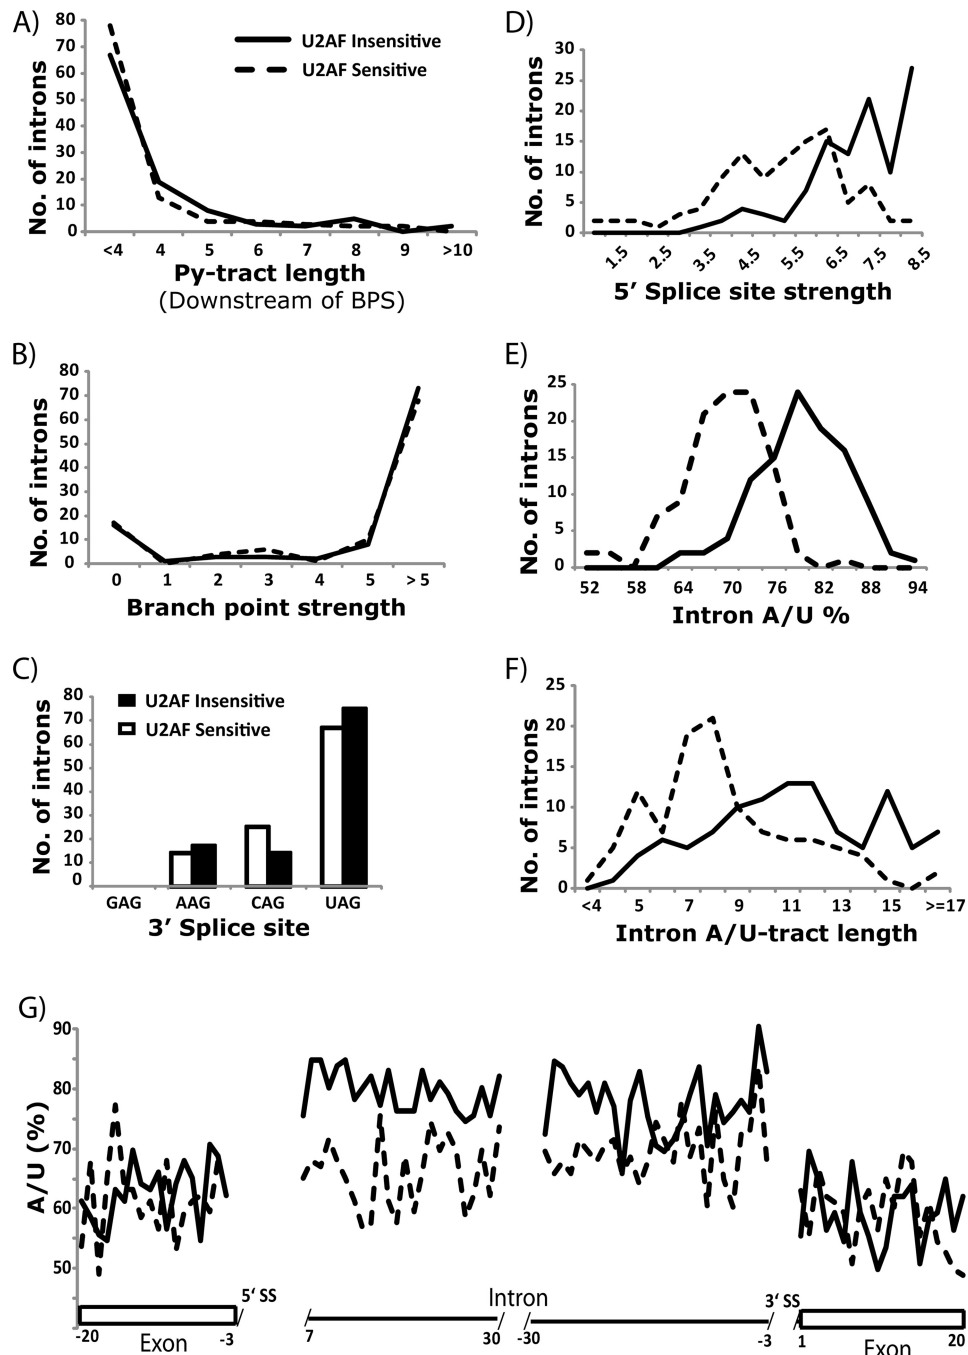 A)
80
70
60
50
40
30
20
10
0
No. of introns
U2AF Insensitive
U2AF Sensitive
<4 4 5 6 7 8 9 >10
Py-tract length
(Downstream of BPS)
B)
80
70
60
50
40
30
20
10
0
No. of introns
0 1 2 3 4 5 > 5
Branch point strength
C)
80
70
60
50
40
30
20
10
0
No. of introns
U2AF Insensitive
U2AF Sensitive
GAG AAG CAG UAG
3’ Splice site
D)
30
25
20
15
10
5
0
No. of introns
1.5 2.5 3.5 4.5 5.5 6.5 7.5 8.5
5’ Splice site strength
E)
25
20
15
10
5
0
No. of introns
52 58 64 70 76 82 88 94
Intron A/U %
F)
25
20
15
10
5
0
No. of introns
<4 5 7 9 11 13 15 >=17
Intron A/U-tract length
G)
90
80
70
60
50
A/U (%)
5‘ SS
Intron
3‘ SS
-20 Exon -3 7 30 -30 -3 1 Exon 20